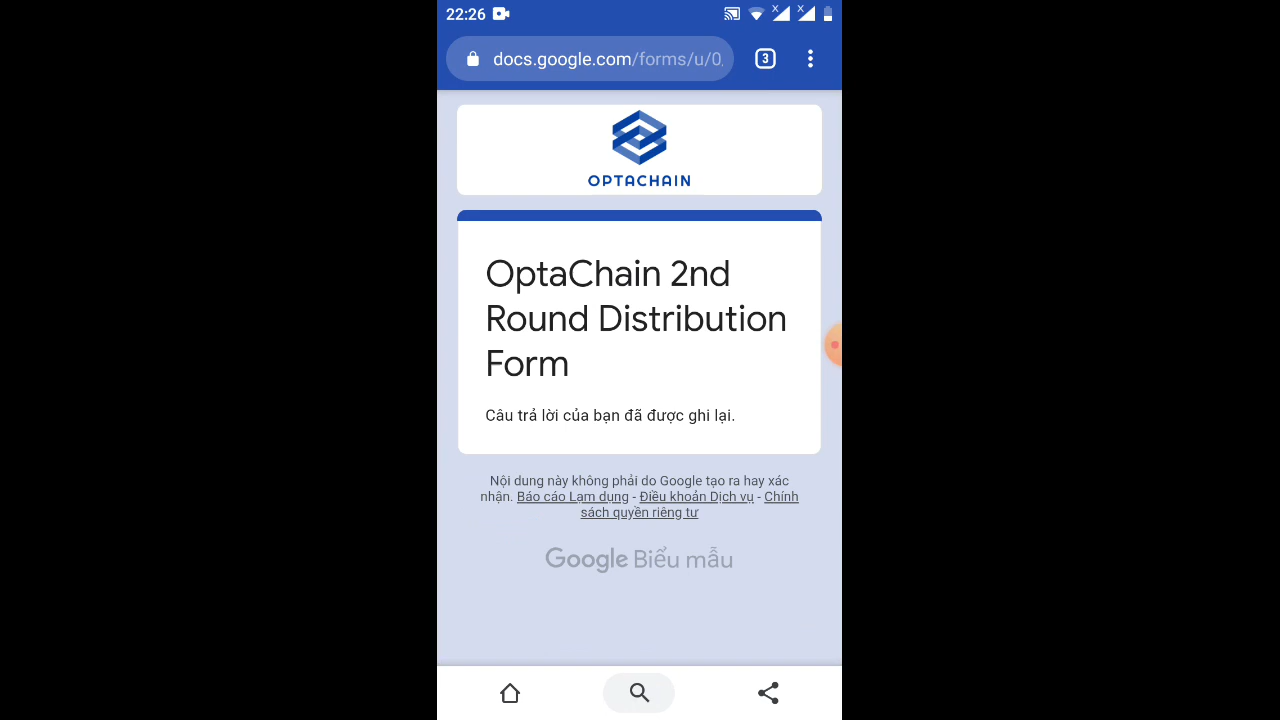 22:26
docs.google.com/forms/u/0
3
OPTACHAIN
OptaChain 2nd
Round Distribution
Form
Câu trả lời của bạn đã được ghi lại.
Nội dung này không phải do Google tạo ra hay xác
nhận. Báo cáo Lạm dụng - Điều khoản Dịch vụ - Chính
sách quyền riêng tư
Google Biểu mẫu